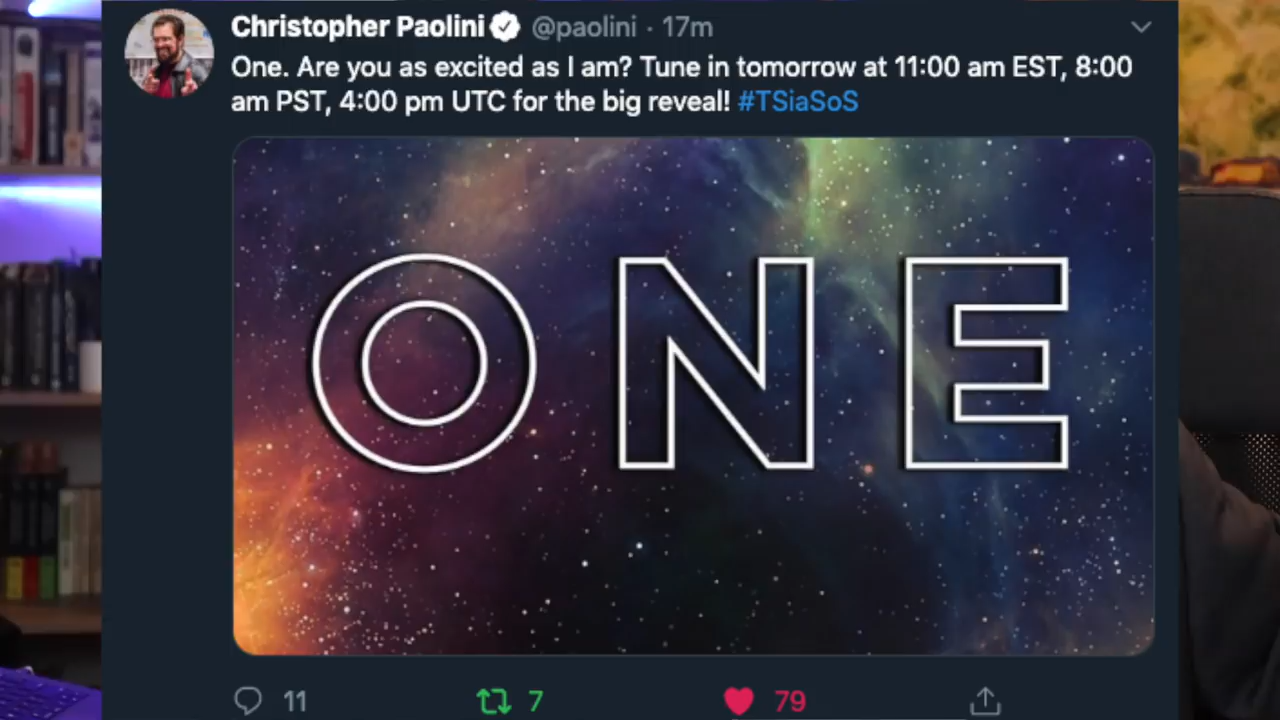 Christopher Paolini @paolini · 17m
One. Are you as excited as I am? Tune in tomorrow at 11:00 am EST, 8:00
am PST, 4:00 pm UTC for the big reveal! #TSiaSoS
ONE
11 7 79